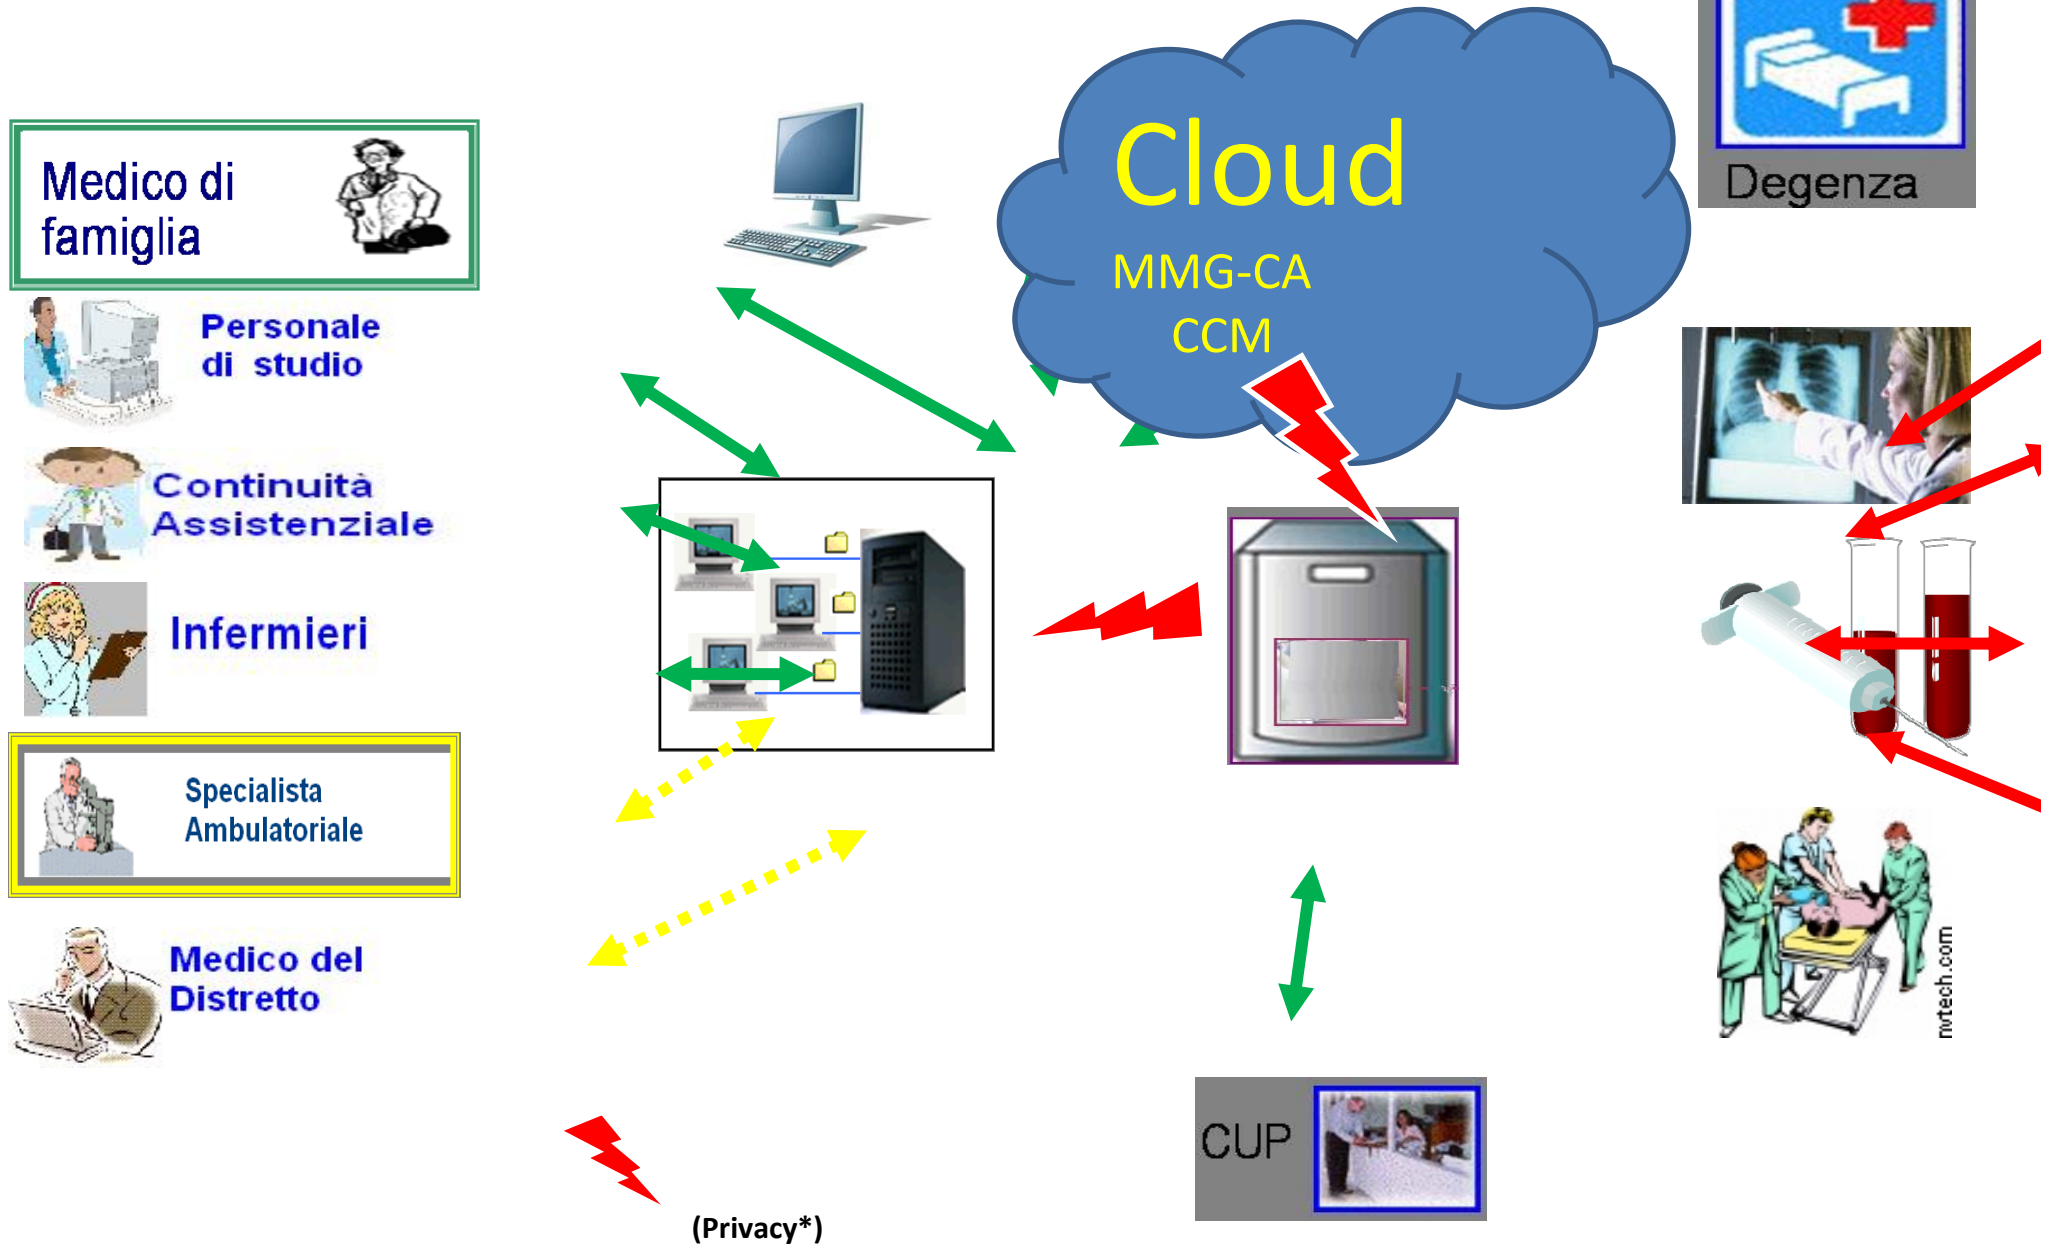 Medico di
famiglia
Personale
di studio
Continuità
Assistenziale
Infermieri
Specialista
Ambulatoriale
Medico del
Distretto
Cloud
MMG-CA
CCM
Degenza
nvtech.com
CUP
(Privacy*)